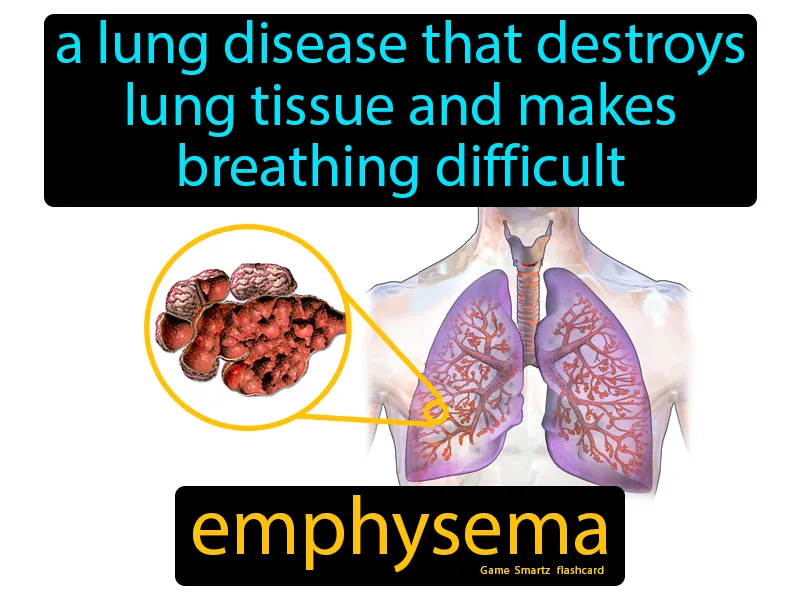 a lung disease that destroys
lung tissue and makes
breathing difficult
emphysema
Game Smartz flashcard